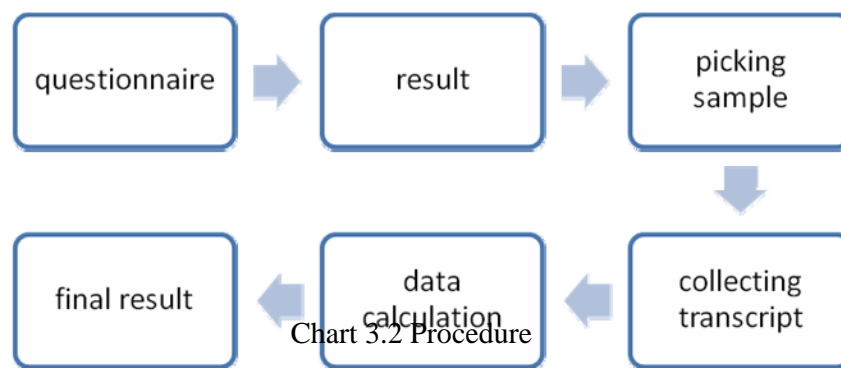 questionnaire
result
picking
sample
collecting
transcript
data
calculation
final result
Chart 3.2 Procedure